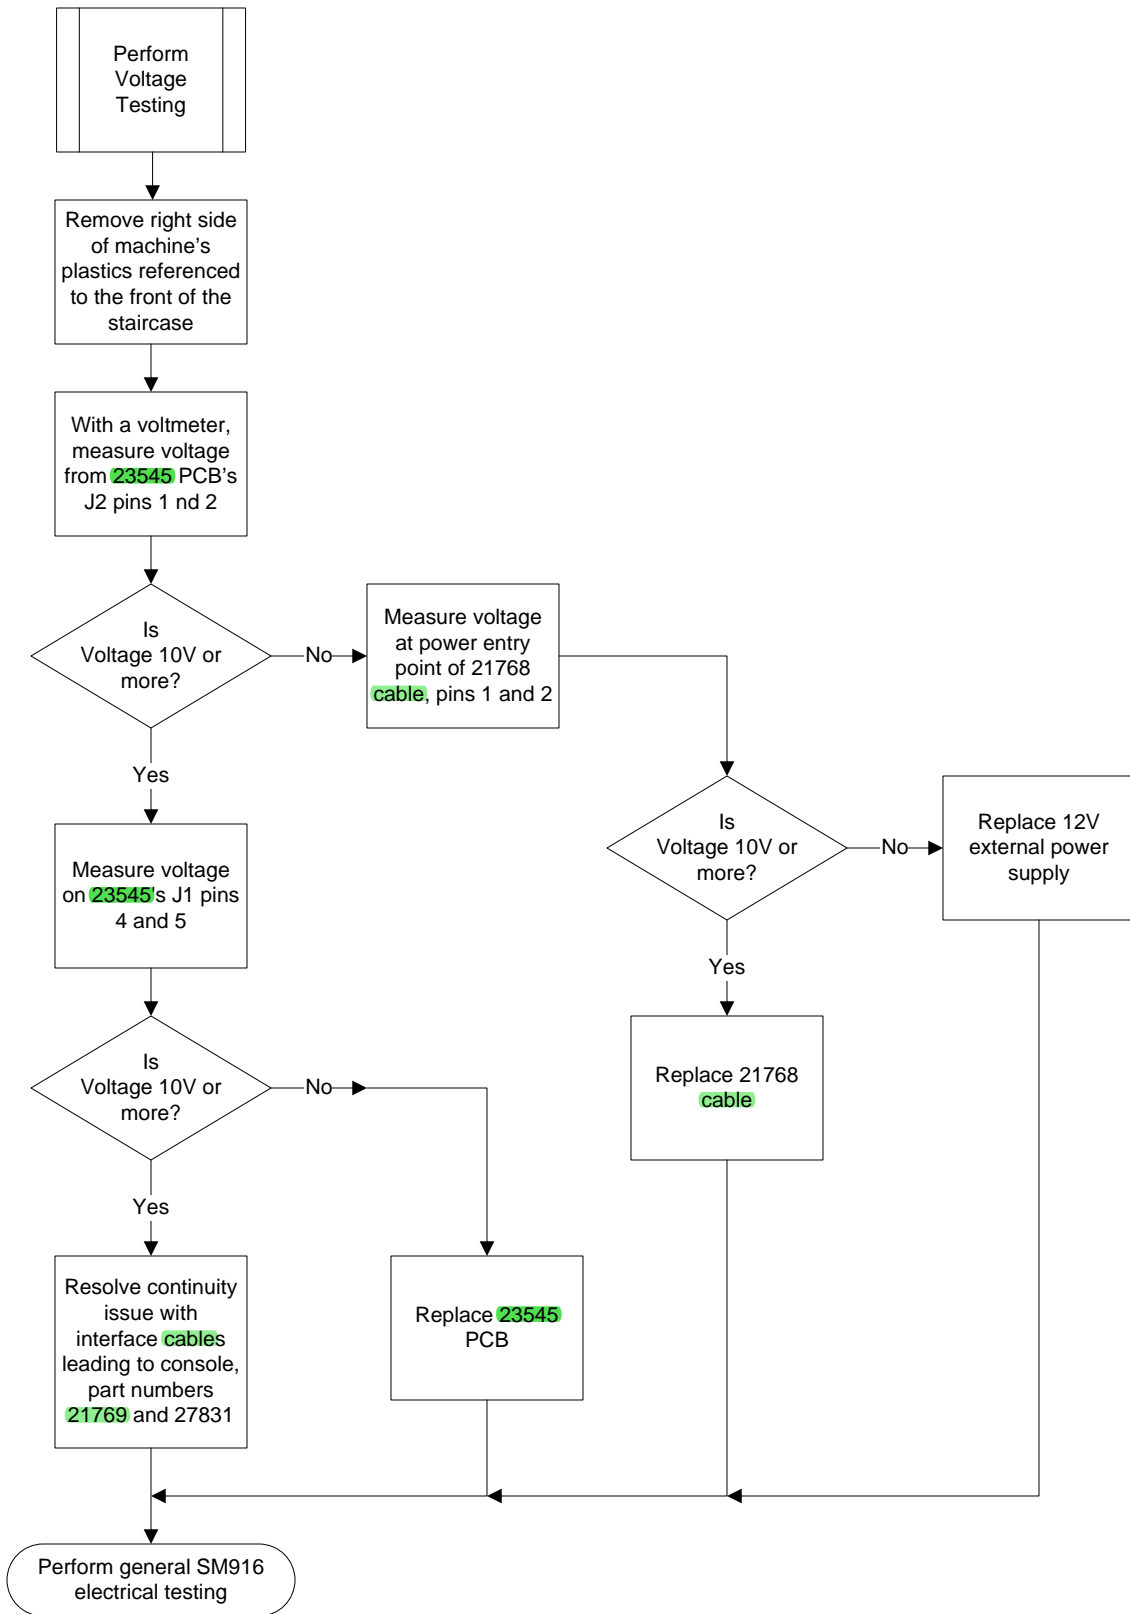 Perform
Voltage
Testing
Remove right side
of machine's
plastics referenced
to the front of the
staircase
With a voltmeter,
measure voltage
from 23545 PCB's
J2 pins 1 nd 2
Is
Voltage 10V or
more?
No
Measure voltage
at power entry
point of 21768
cable, pins 1 and 2
Yes
Is
Voltage 10V or
more?
No
Replace 12V
external power
supply
Measure voltage
on 23545's J1 pins
4 and 5
Yes
Is
Voltage 10V or
more?
No
Replace 21768
cable
Yes
Resolve continuity
issue with
interface cables
leading to console,
part numbers
21769 and 27831
Replace 23545
PCB
Perform general SM916
electrical testing